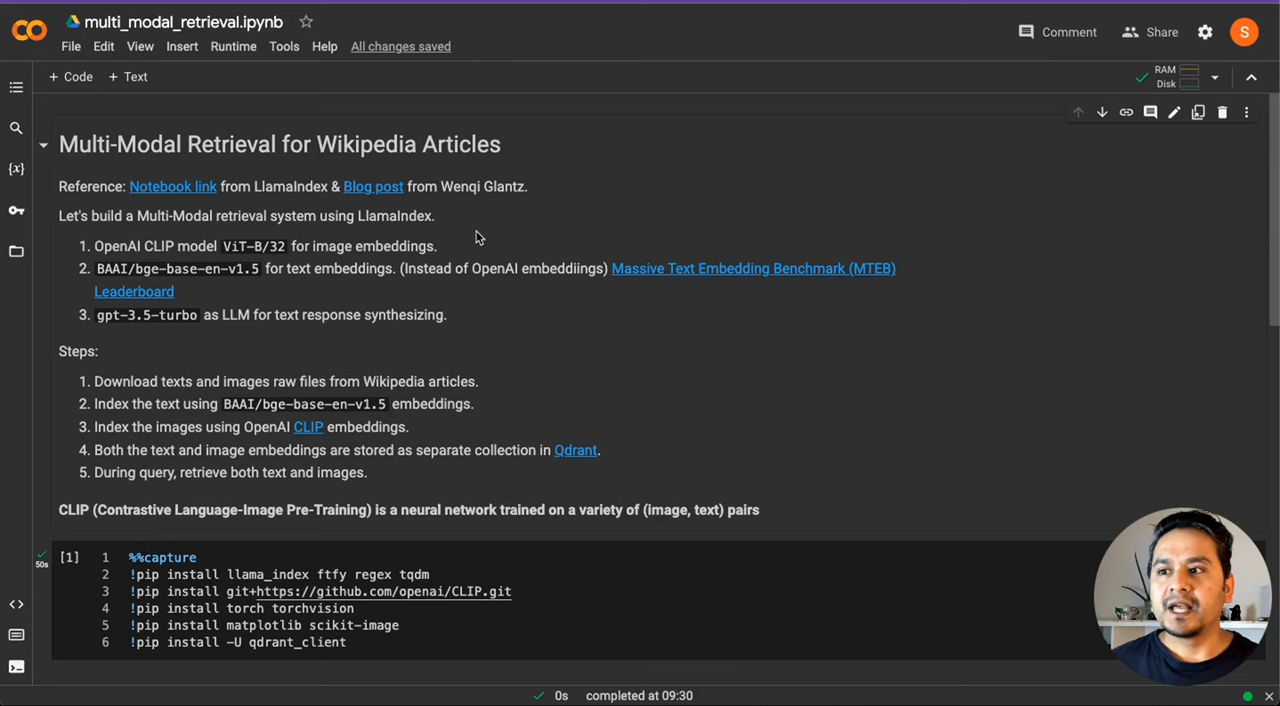 multi_modal_retrieval.ipynb
Comment
Share
S
File Edit View Insert Runtime Tools Help All changes saved
+ Code + Text
RAM
Disk
Multi-Modal Retrieval for Wikipedia Articles
Reference: Notebook link from LlamaIndex & Blog post from Wenqi Glantz.
Let's build a Multi-Modal retrieval system using LlamaIndex.
1. OpenAI CLIP model ViT-B/32 for image embeddings.
2. BAAI/bge-base-en-v1.5 for text embeddings. (Instead of OpenAI embeddiings) Massive Text Embedding Benchmark (MTEB)
Leaderboard
3. gpt-3.5-turbo as LLM for text response synthesizing.
Steps:
1. Download texts and images raw files from Wikipedia articles.
2. Index the text using BAAI/bge-base-en-v1.5 embeddings.
3. Index the images using OpenAI CLIP embeddings.
4. Both the text and image embeddings are stored as separate collection in Qdrant.
5. During query, retrieve both text and images.
CLIP (Contrastive Language-Image Pre-Training) is a neural network trained on a variety of (image, text) pairs
50s
[1] 1 %%capture
2 !pip install llama_index ftfy regex tqdm
3 !pip install git+https://github.com/openai/CLIP.git
4 !pip install torch torchvision
5 !pip install matplotlib scikit-image
6 !pip install -U qdrant_client
0s completed at 09:30